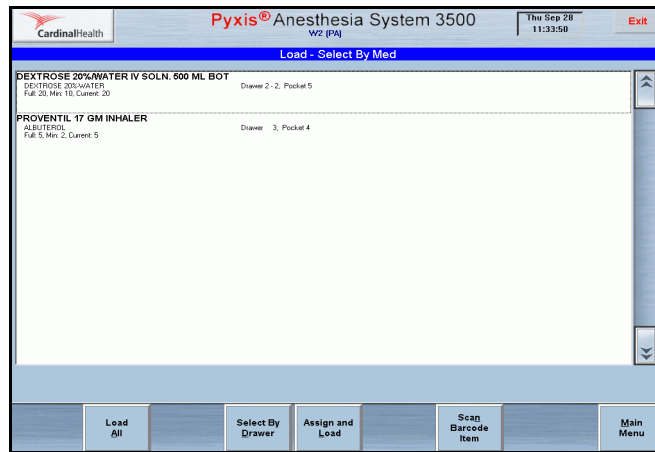 CardinalHealth
Pyxis® Anesthesia System 3500
W2 (PA)
Thu Sep 28
11:33:50
Exit
Load - Select By Med
DEXTROSE 20%/WATER IV SOLN. 500 ML BOT
DEXTROSE 20%WATER
Drawer 2 - 2, Pocket 5
Full: 20, Min: 10, Current: 20
PROVENTIL 17 GM INHALER
ALBUTEROL
Drawer 3, Pocket 4
Full: 5, Min: 2, Current: 5
Load
All
Select By
Drawer
Assign and
Load
Scan
Barcode
Item
Main
Menu